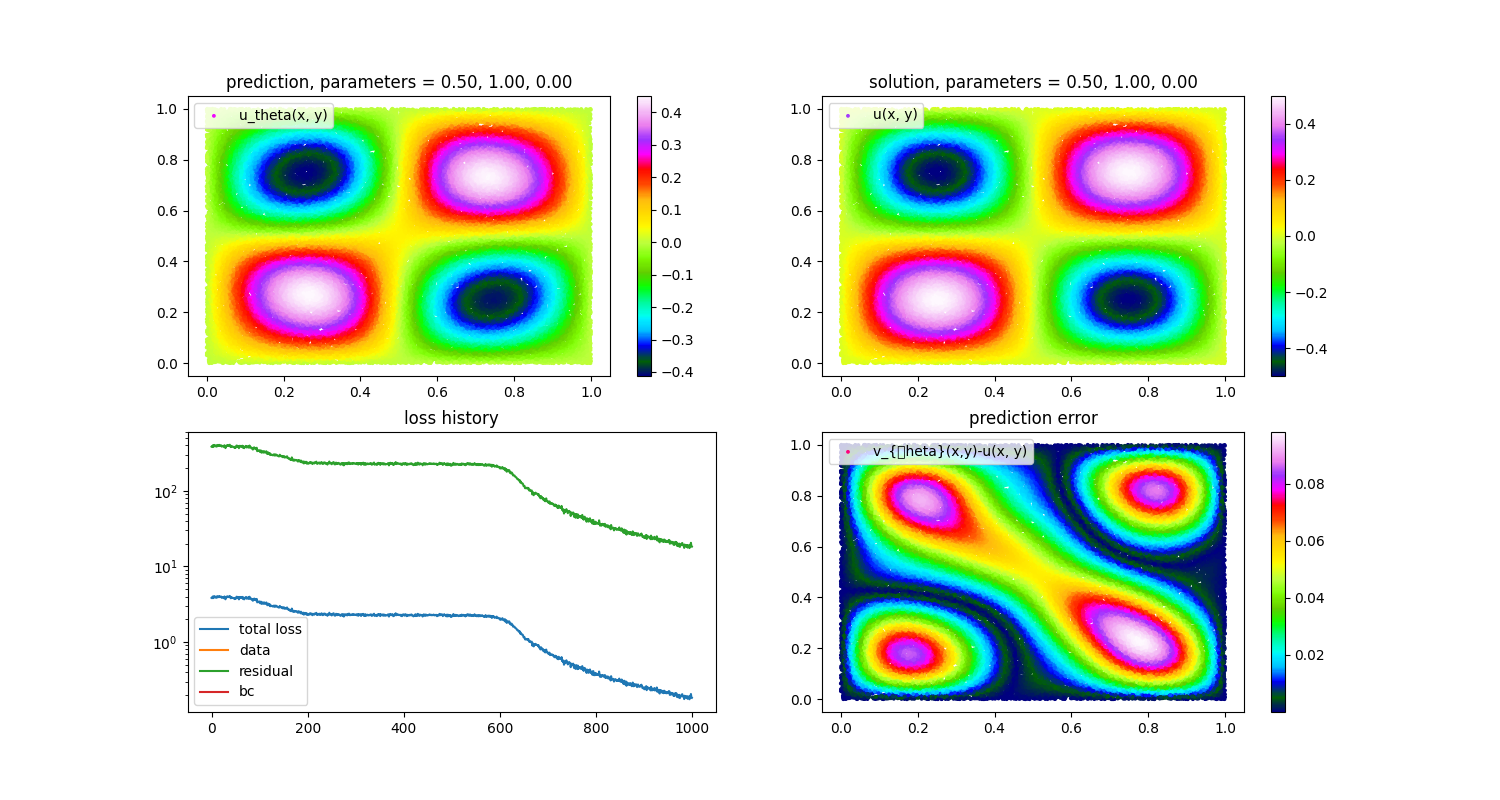 prediction, parameters = 0.50, 1.00, 0.00
u_theta(x, y)
1.0
0.8
0.6
0.4
0.2
0.0
0.0 0.2 0.4 0.6 0.8 1.0
0.4
0.3
0.2
0.1
0.0
−0.1
−0.2
−0.3
−0.4
solution, parameters = 0.50, 1.00, 0.00
u(x, y)
1.0
0.8
0.6
0.4
0.2
0.0
0.0 0.2 0.4 0.6 0.8 1.0
0.4
0.2
0.0
−0.2
−0.4
loss history
10²
10¹
10⁰
total loss
data
residual
bc
0 200 400 600 800 1000
prediction error
v_{▯heta}(x,y)-u(x, y)
1.0
0.8
0.6
0.4
0.2
0.0
0.0 0.2 0.4 0.6 0.8 1.0
0.08
0.06
0.04
0.02